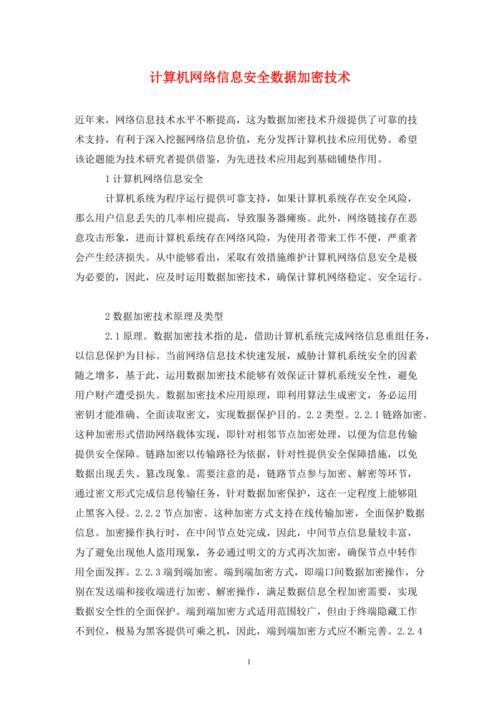 计算机网络信息安全数据加密技术
近年来，网络信息技术水平不断提高，这为数据加密技术升级提供了可靠的技
术支持，有利于深入挖掘网络信息价值，充分发挥计算机技术应用优势。希望
该论题能为技术研究者提供借鉴，为先进技术应用起到基础铺垫作用。
1 计算机网络信息安全
计算机系统为程序运行提供可靠支持，如果计算机系统存在安全风险，
那么用户信息丢失的几率相应提高，导致服务器瘫痪。此外，网络链接存在恶
意攻击形象，进而计算机系统存在网络风险，为使用者带来工作不便，严重者
会产生经济损失。从中能够看出，采取有效措施维护计算机网络信息安全是极
为必要的，因此，应及时运用数据加密技术，确保计算机网络稳定、安全运行。
2 数据加密技术原理及类型
2.1 原理。数据加密技术指的是，借助计算机系统完成网络信息重组任务，
以信息保护为目标。当前网络信息技术快速发展，威胁计算机系统安全的因素
随之增多，基于此，运用数据加密技术能够有效保证计算机系统安全性，避免
用户财产遭受损失。数据加密技术应用原理，即利用算法生成密文，务必运用
密钥才能准确、全面读取密文，实现数据保护目的。2.2 类型。2.2.1 链路加密。
这种加密形式借助网络载体实现，即针对相邻节点加密处理，以便为信息传输
提供安全保障。链路加密以传输路径为依据，针对性提供安全保障措施，以免
数据出现丢失、篡改现象。需要注意的是，链路节点参与加密、解密等环节，
通过密文形式完成信息传输任务，针对数据加密保护，这在一定程度上能够阻
止黑客入侵。2.2.2 节点加密。这种加密方式支持在线传输加密，全面保护数据
信息。加密操作执行时，在中间节点处完成，因此，中间节点信息量较丰富，
为了避免出现他人盗用现象，务必通过明文的方式再次加密，确保节点中转作
用全面发挥。2.2.3 端到端加密。端到端加密方式，即端口间数据加密操作，分
别在发送端和接收端进行加密、解密操作，满足数据信息全程加密需要，实现
数据安全性的全面保护。端到端加密方式适用范围较广，但由于终端隐藏工作
不到位，极易为黑客提供可乘之机，因此，端到端加密方式应不断完善。2.2.4
1